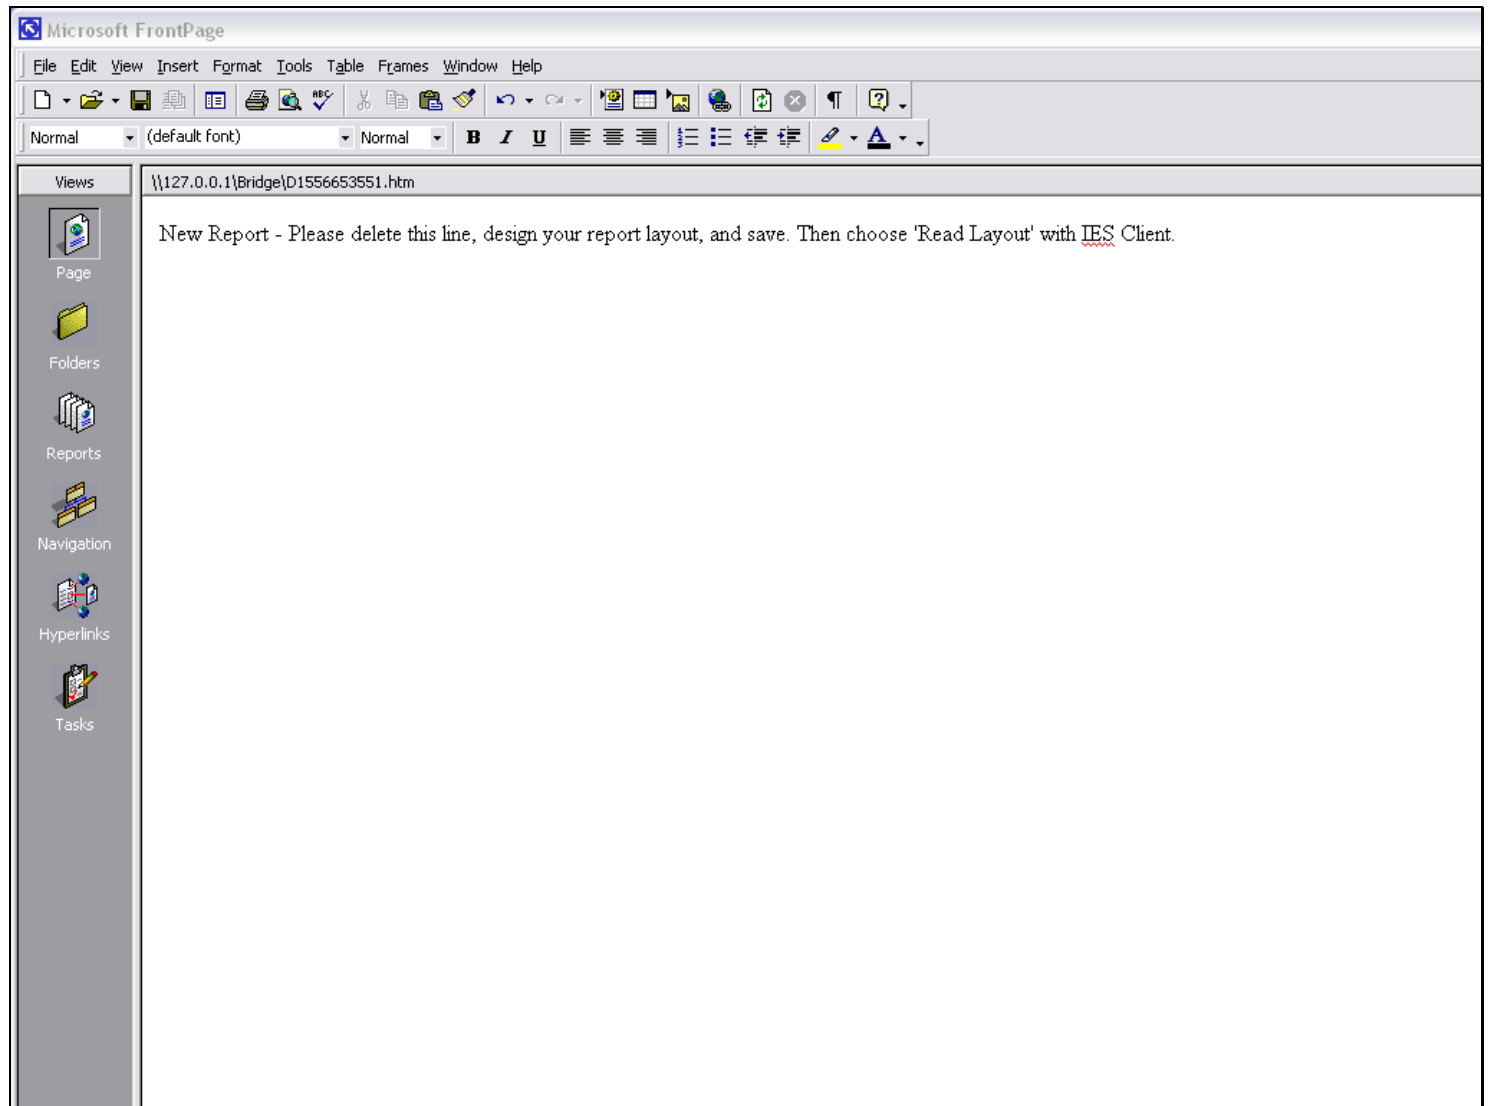 Microsoft FrontPage
File Edit View Insert Format Tools Table Frames Window Help
ABC
Normal (default font) Normal B I U A
Views \\127.0.0.1\Bridge\D1556653551.htm
New Report - Please delete this line, design your report layout, and save. Then choose 'Read Layout' with IES Client.
Page
Folders
Reports
Navigation
Hyperlinks
Tasks